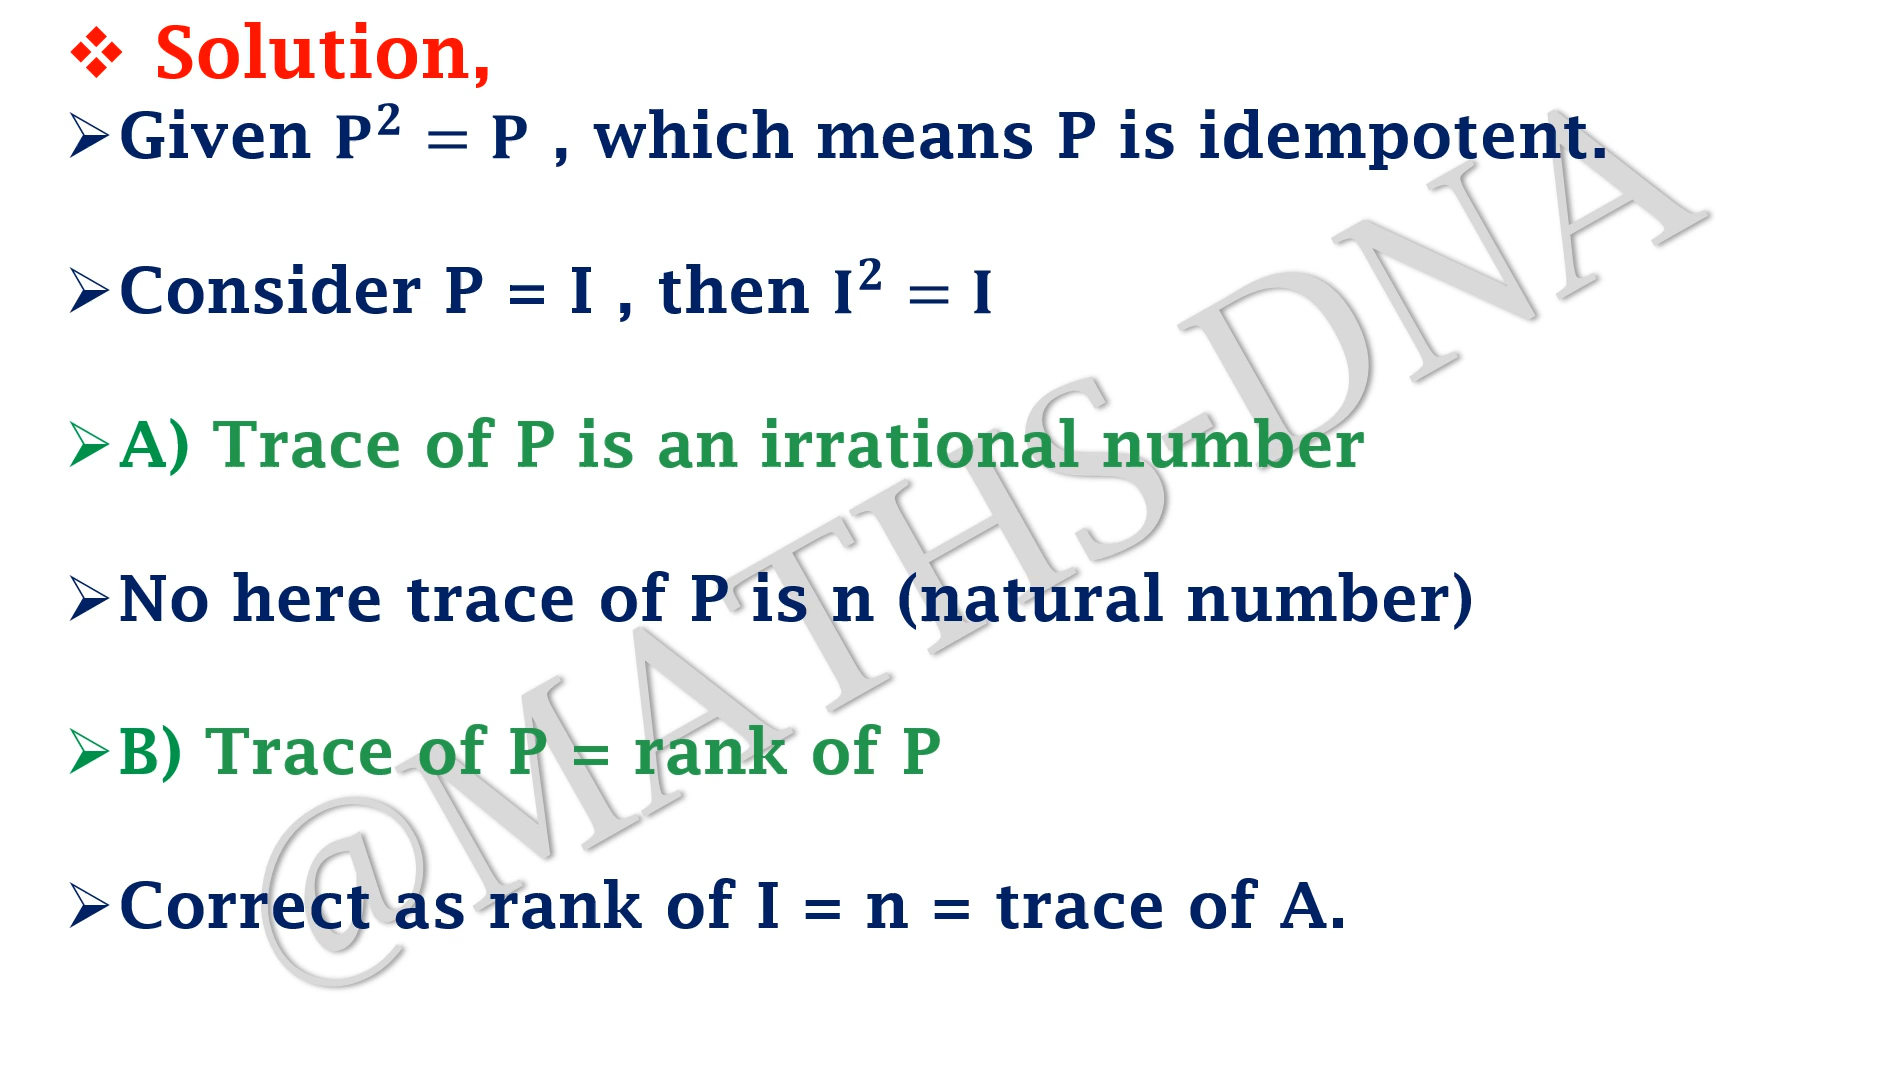 ❖ Solution,
➢Given P² = P , which means P is idempotent.
➢Consider P = I , then I² = I
➢A) Trace of P is an irrational number
➢No here trace of P is n (natural number)
➢B) Trace of P = rank of P
➢Correct as rank of I = n = trace of A.
@MATHS-DNA